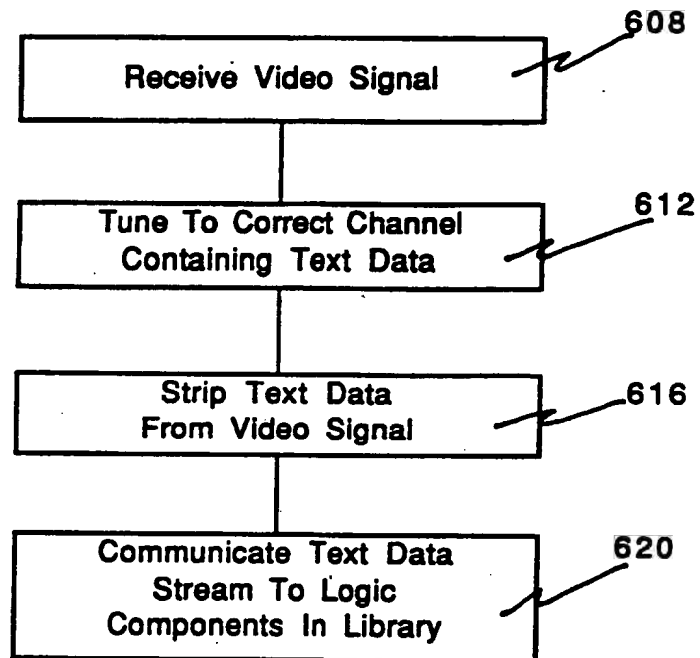 608
Receive Video Signal
612
Tune To Correct Channel
Containing Text Data
616
Strip Text Data
From Video Signal
620
Communicate Text Data
Stream To Logic
Components In Library